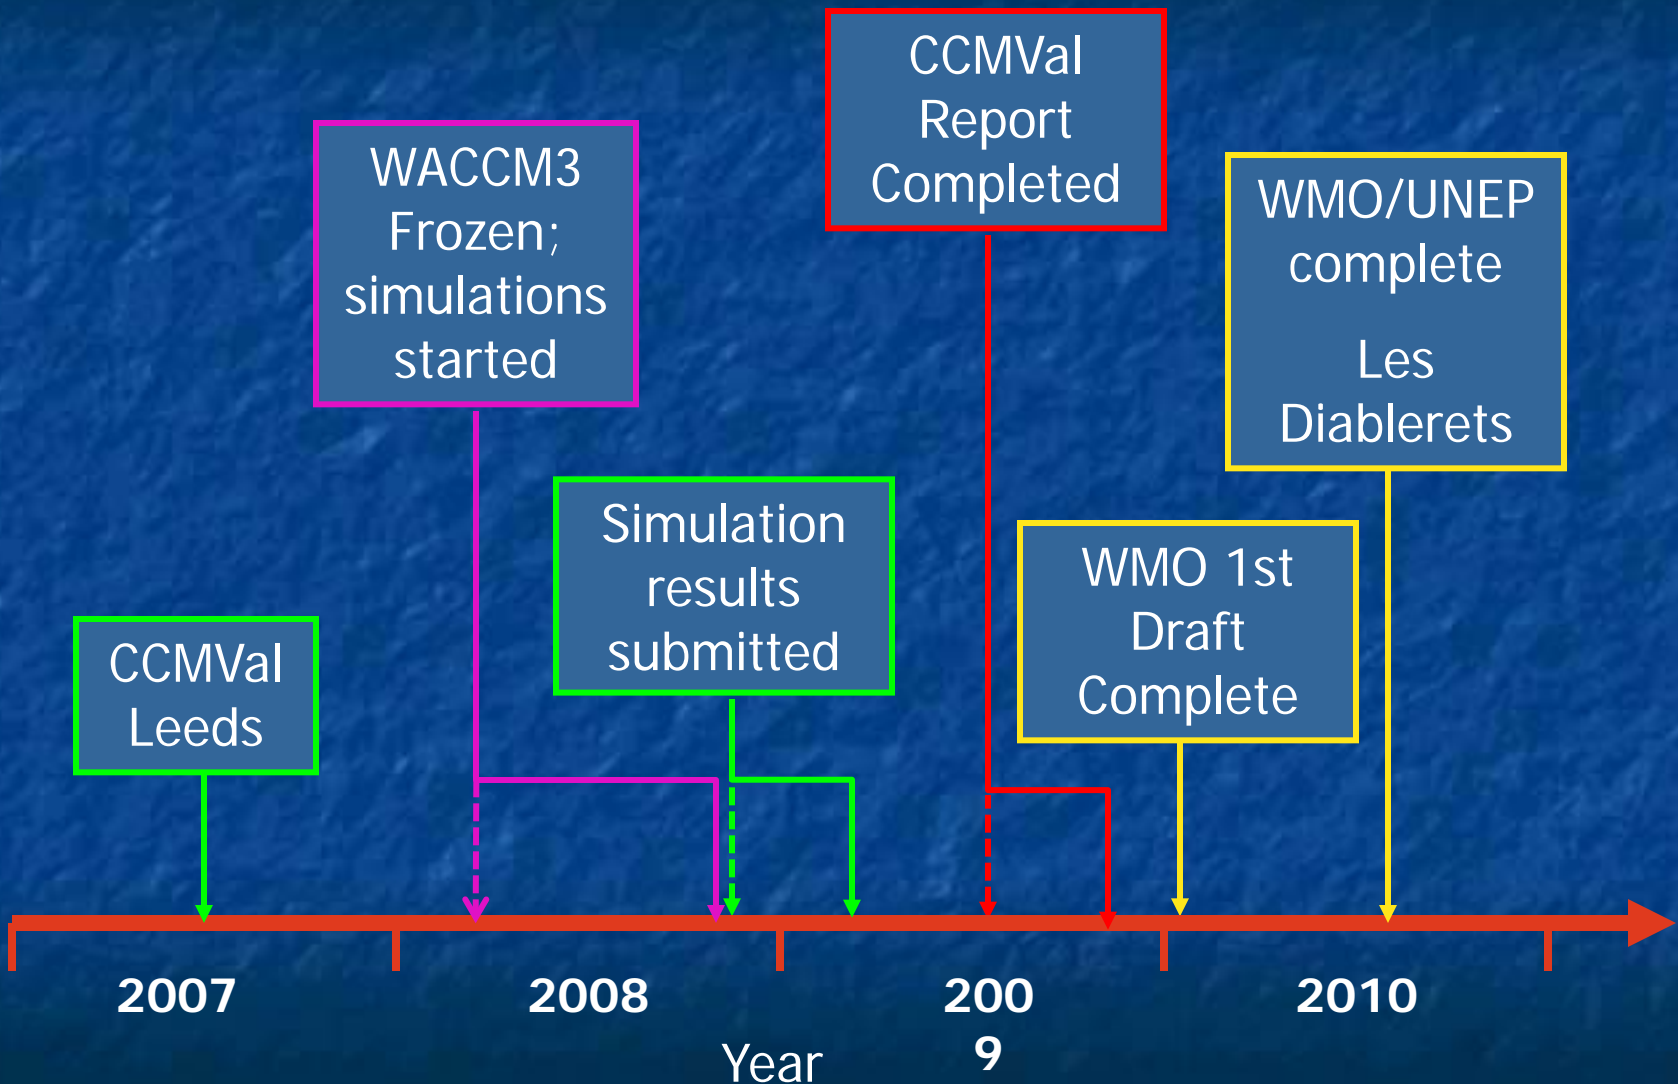 CCMVal
Report
Completed
WACCM3
Frozen;
simulations
started
WMO/UNEP
complete
Les
Diablerets
Simulation
results
submitted
WMO 1st
Draft
Complete
CCMVal
Leeds
2007
2008
200
9
2010
Year